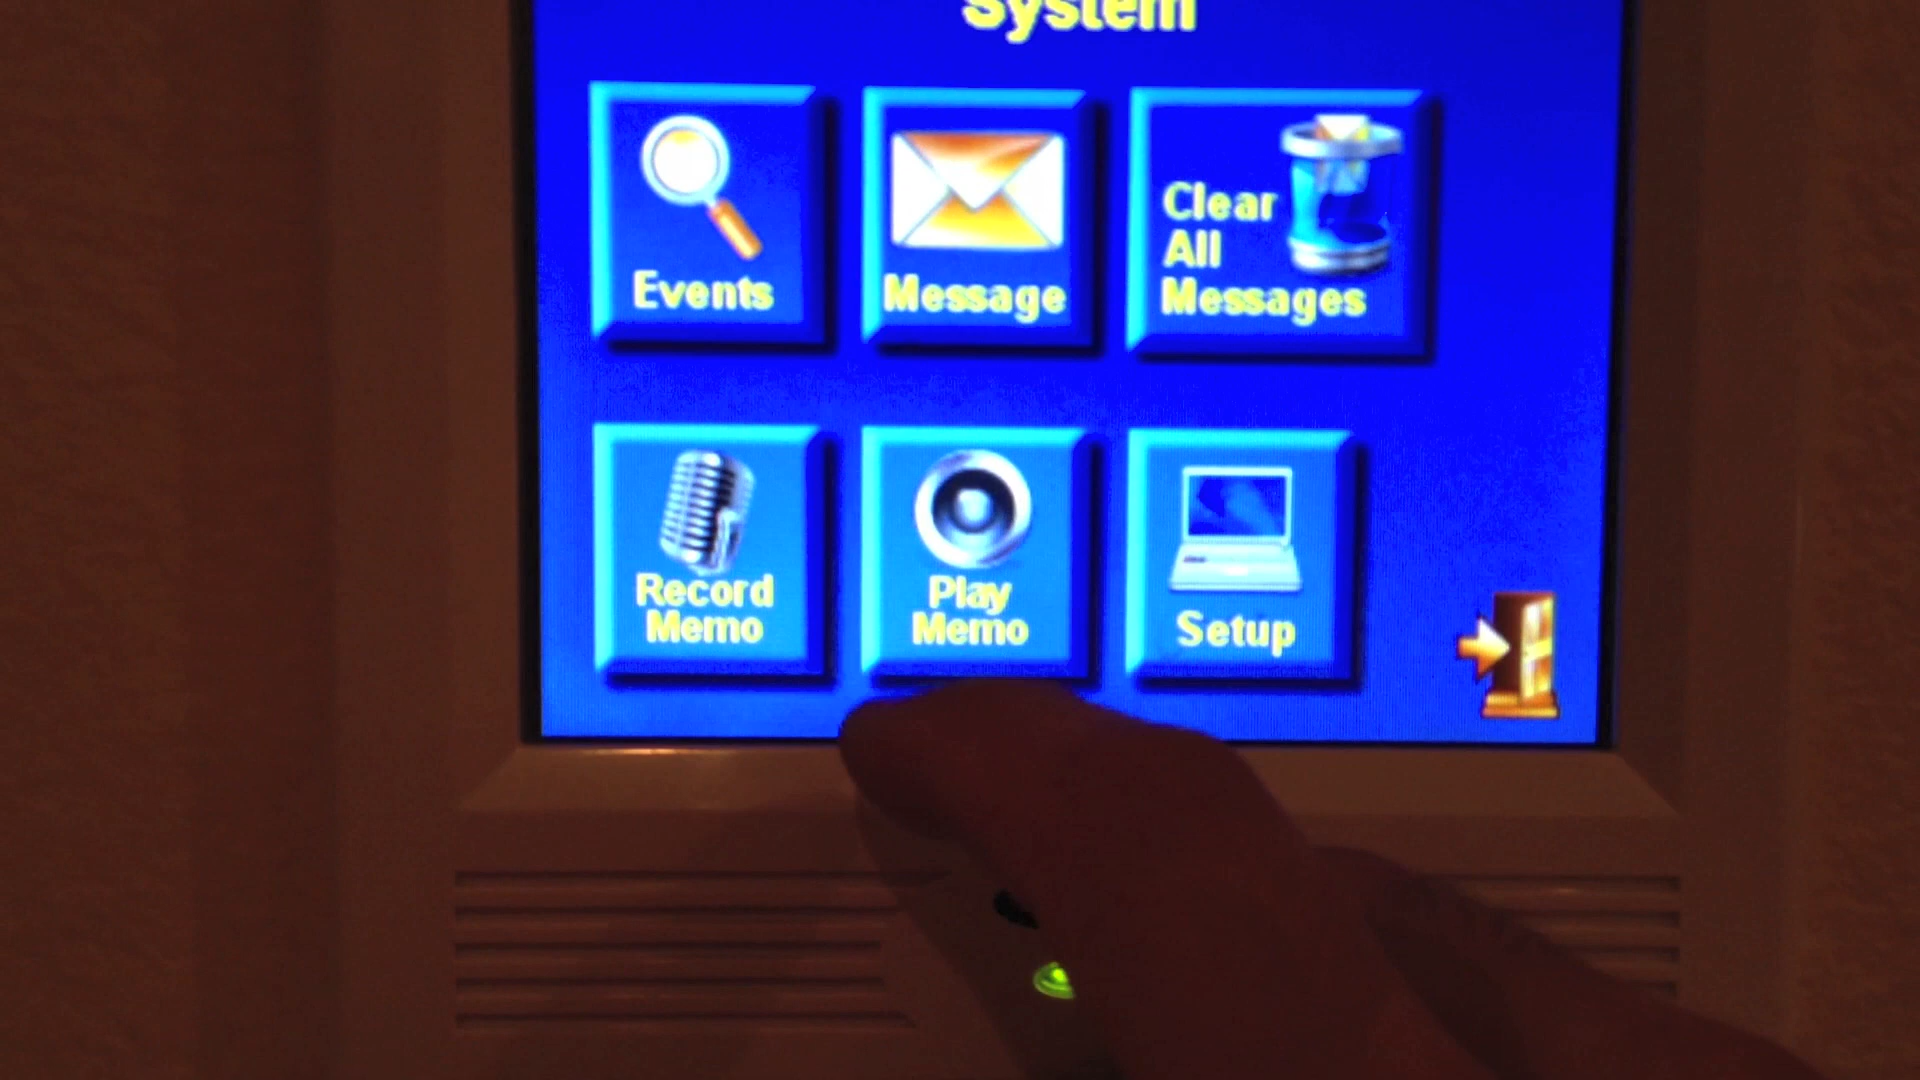 System
Events
Message
Clear
All
Messages
Record
Memo
Play
Memo
Setup